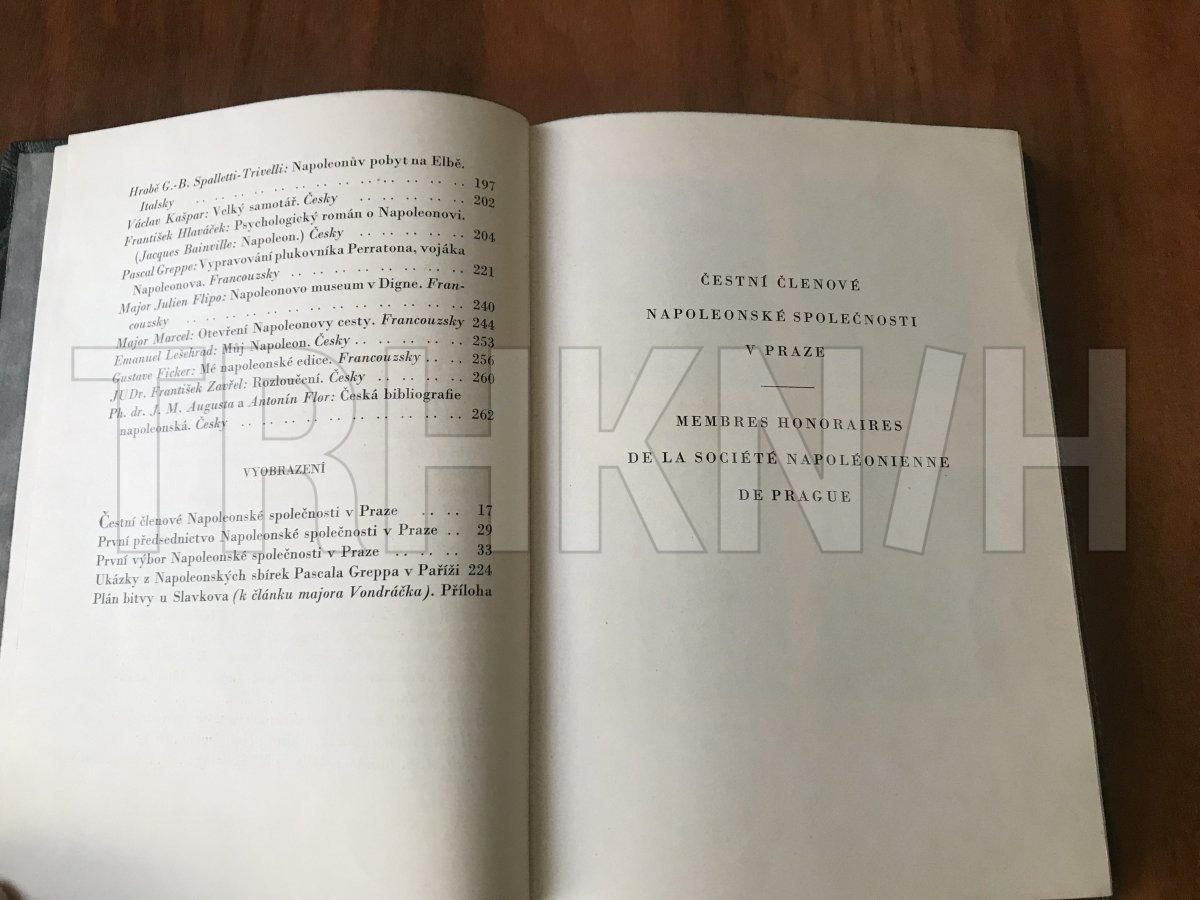 Hrabě G.-B. Spalletti-Trivelli: Napoleonův pobyt na Elbě.
Italsky .. .. .. .. .. .. .. .. .. .. .. 197
Václav Kašpar: Velký samotář. Česky .. .. .. .. .. 202
František Hlaváček: Psychologický román o Napoleonovi.
(Jacques Bainville: Napoleon.) Česky .. .. .. .. 204
Pascal Greppe: Vypravování plukovníka Perratona, vojáka
Napoleonova. Francouzsky .. .. .. .. .. .. .. 221
Major Julien Flipo: Napoleonovo museum v Digne. Fran-
couzsky .. .. .. .. .. .. .. .. .. .. .. 240
Major Marcel: Otevření Napoleonovy cesty. Francouzsky 244
Emanuel Lešehrad: Můj Napoleon. Česky .. .. .. .. 253
Gustave Ficker: Mé napoleonské edice. Francouzsky .. .. 256
JUDr. František Zavřel: Rozloučení. Česky .. .. .. .. 260
Ph. dr. J. M. Augusta a Antonín Flor: Česká bibliografie
napoleonská. Česky .. .. .. .. .. .. .. .. 262
VYOBRAZENÍ
Čestní členové Napoleonské společnosti v Praze .. .. 17
První předsednictvo Napoleonské společnosti v Praze .. 29
První výbor Napoleonské společnosti v Praze .. .. .. 33
Ukázky z Napoleonských sbírek Pascala Greppa v Paříži 224
Plán bitvy u Slavkova (k článku majora Vondráčka). Příloha
ČESTNÍ ČLENOVÉ
NAPOLEONSKÉ SPOLEČNOSTI
V PRAZE
MEMBRES HONORAIRES
DE LA SOCIÉTÉ NAPOLÉONIENNE
DE PRAGUE
TRHKN/H